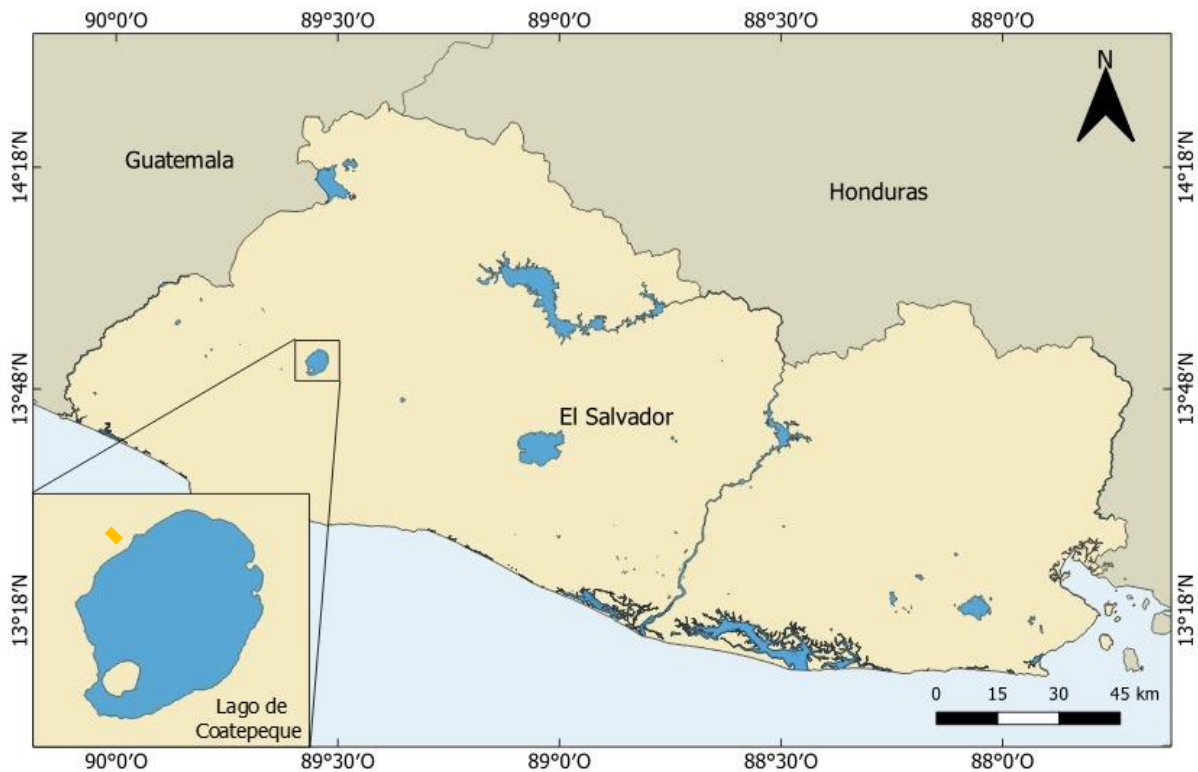 90°0'O 89°30'O 89°0'O 88°30'O 88°0'O
N
14°18'N
14°18'N
Guatemala
Honduras
13°48'N
13°48'N
El Salvador
13°18'N
13°18'N
Lago de
Coatepeque
0 15 30 45 km
90°0'O 89°30'O 89°0'O 88°30'O 88°0'O